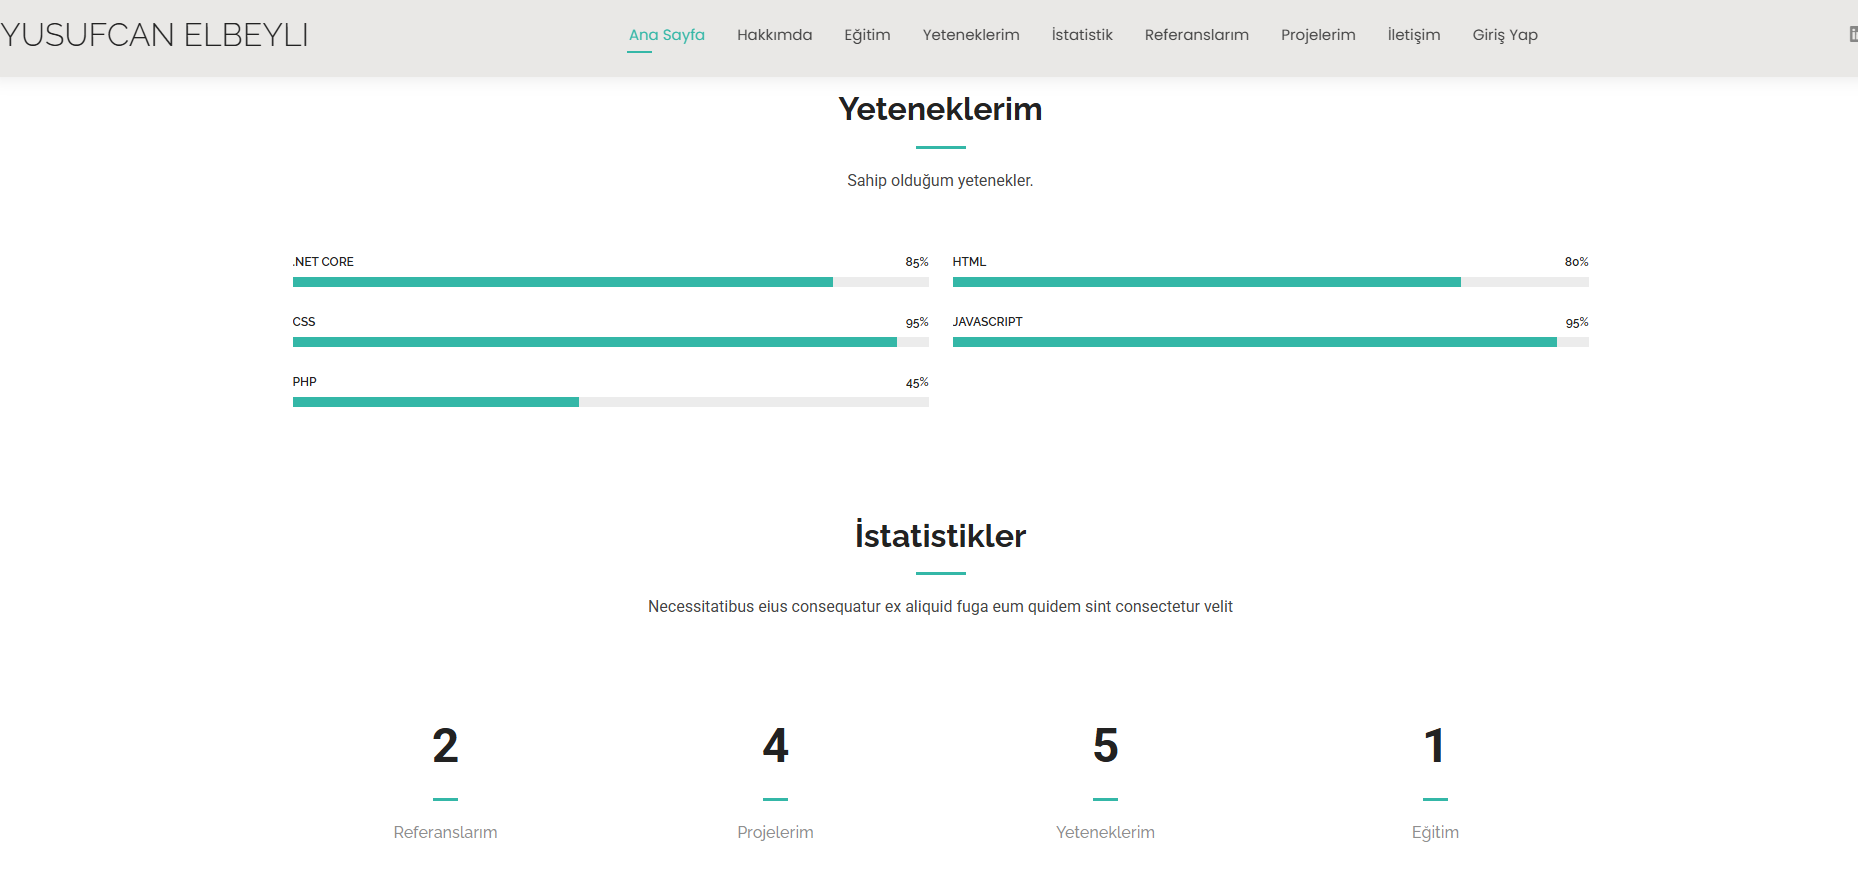 YUSUFCAN ELBEYLI
Ana Sayfa Hakkımda Eğitim Yeteneklerim İstatistik Referanslarım Projelerim İletişim Giriş Yap
Yeteneklerim
Sahip olduğum yetenekler.
.NET CORE 85% HTML 80%
CSS 95% JAVASCRIPT 95%
PHP 45%
İstatistikler
Necessitatibus eius consequatur ex aliquid fuga eum quidem sint consectetur velit
2 4 5 1
Referanslarım Projelerim Yeteneklerim Eğitim